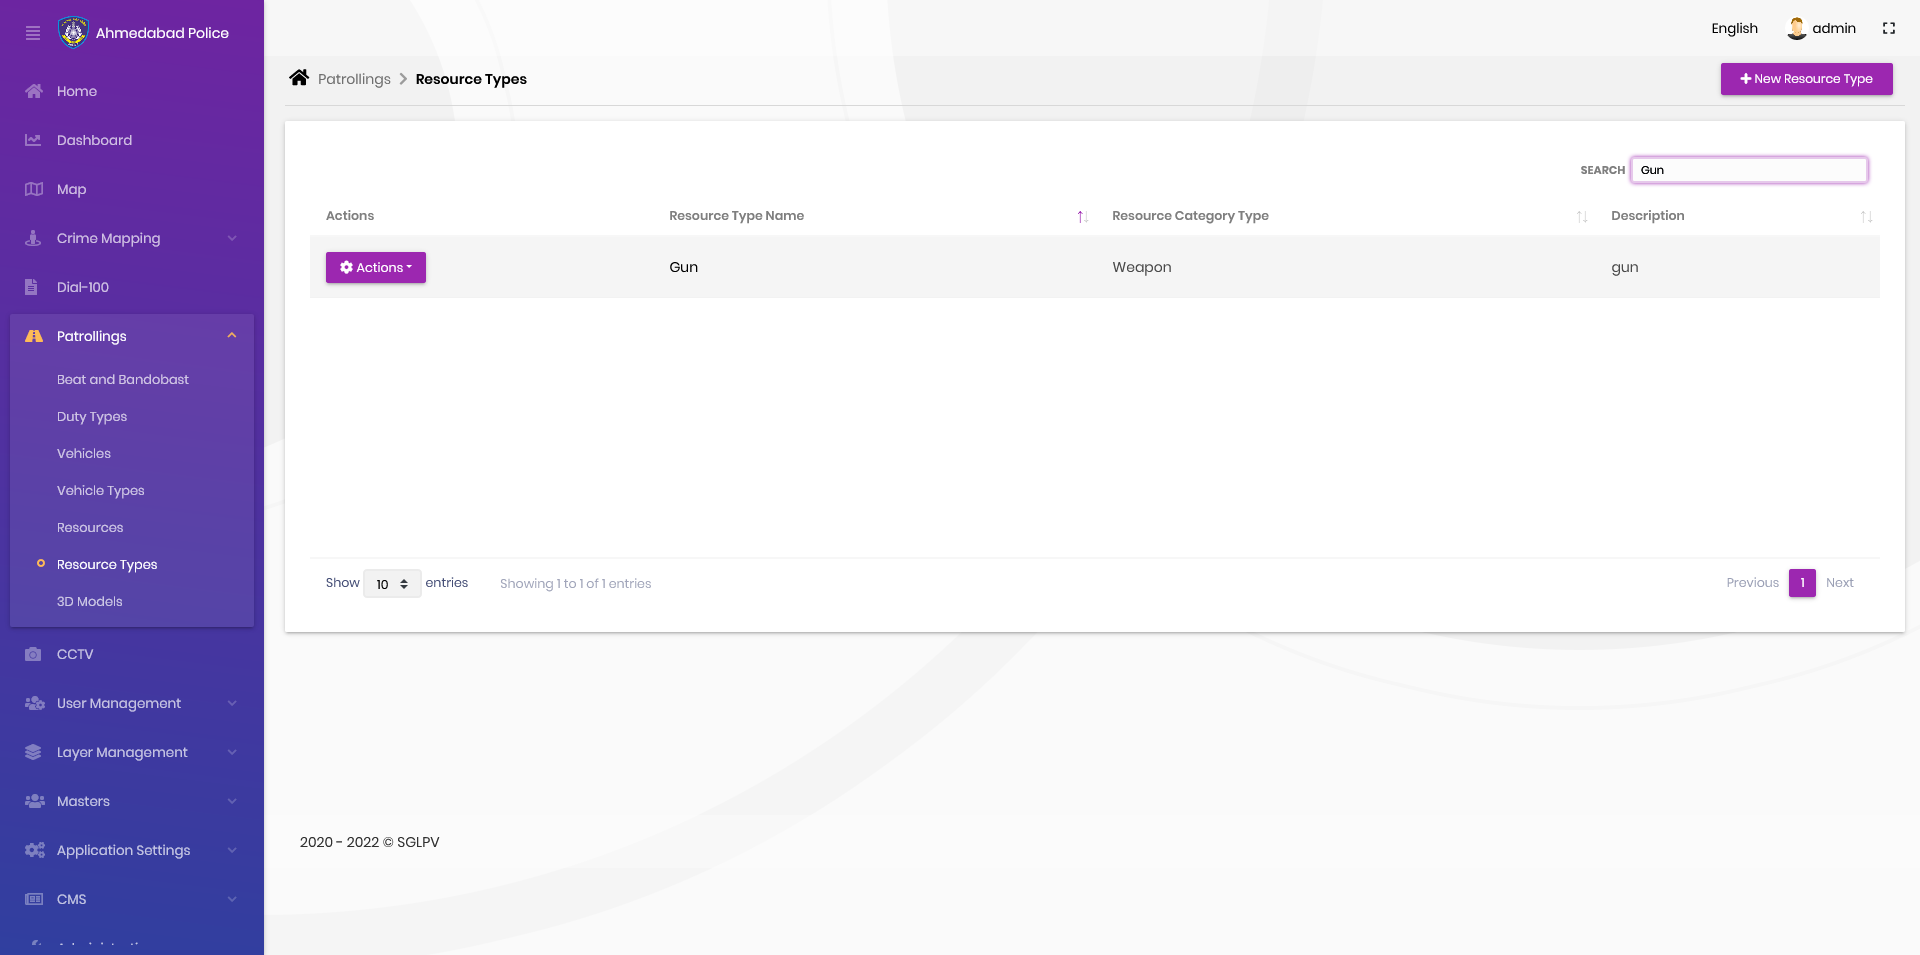 Ahmedabad Police
Home
Dashboard
Map
Crime Mapping
Dial-100
Patrollings
Beat and Bandobast
Duty Types
Vehicles
Vehicle Types
Resources
Resource Types
3D Models
CCTV
User Management
Layer Management
Masters
Application Settings
CMS
English
admin
Patrollings Resource Types
New Resource Type
SEARCH Gun
Actions Resource Type Name Resource Category Type Description
Actions Gun Weapon gun
Show 10 entries Showing 1 to 1 of 1 entries Previous 1 Next
2020 - 2022 © SGLPV